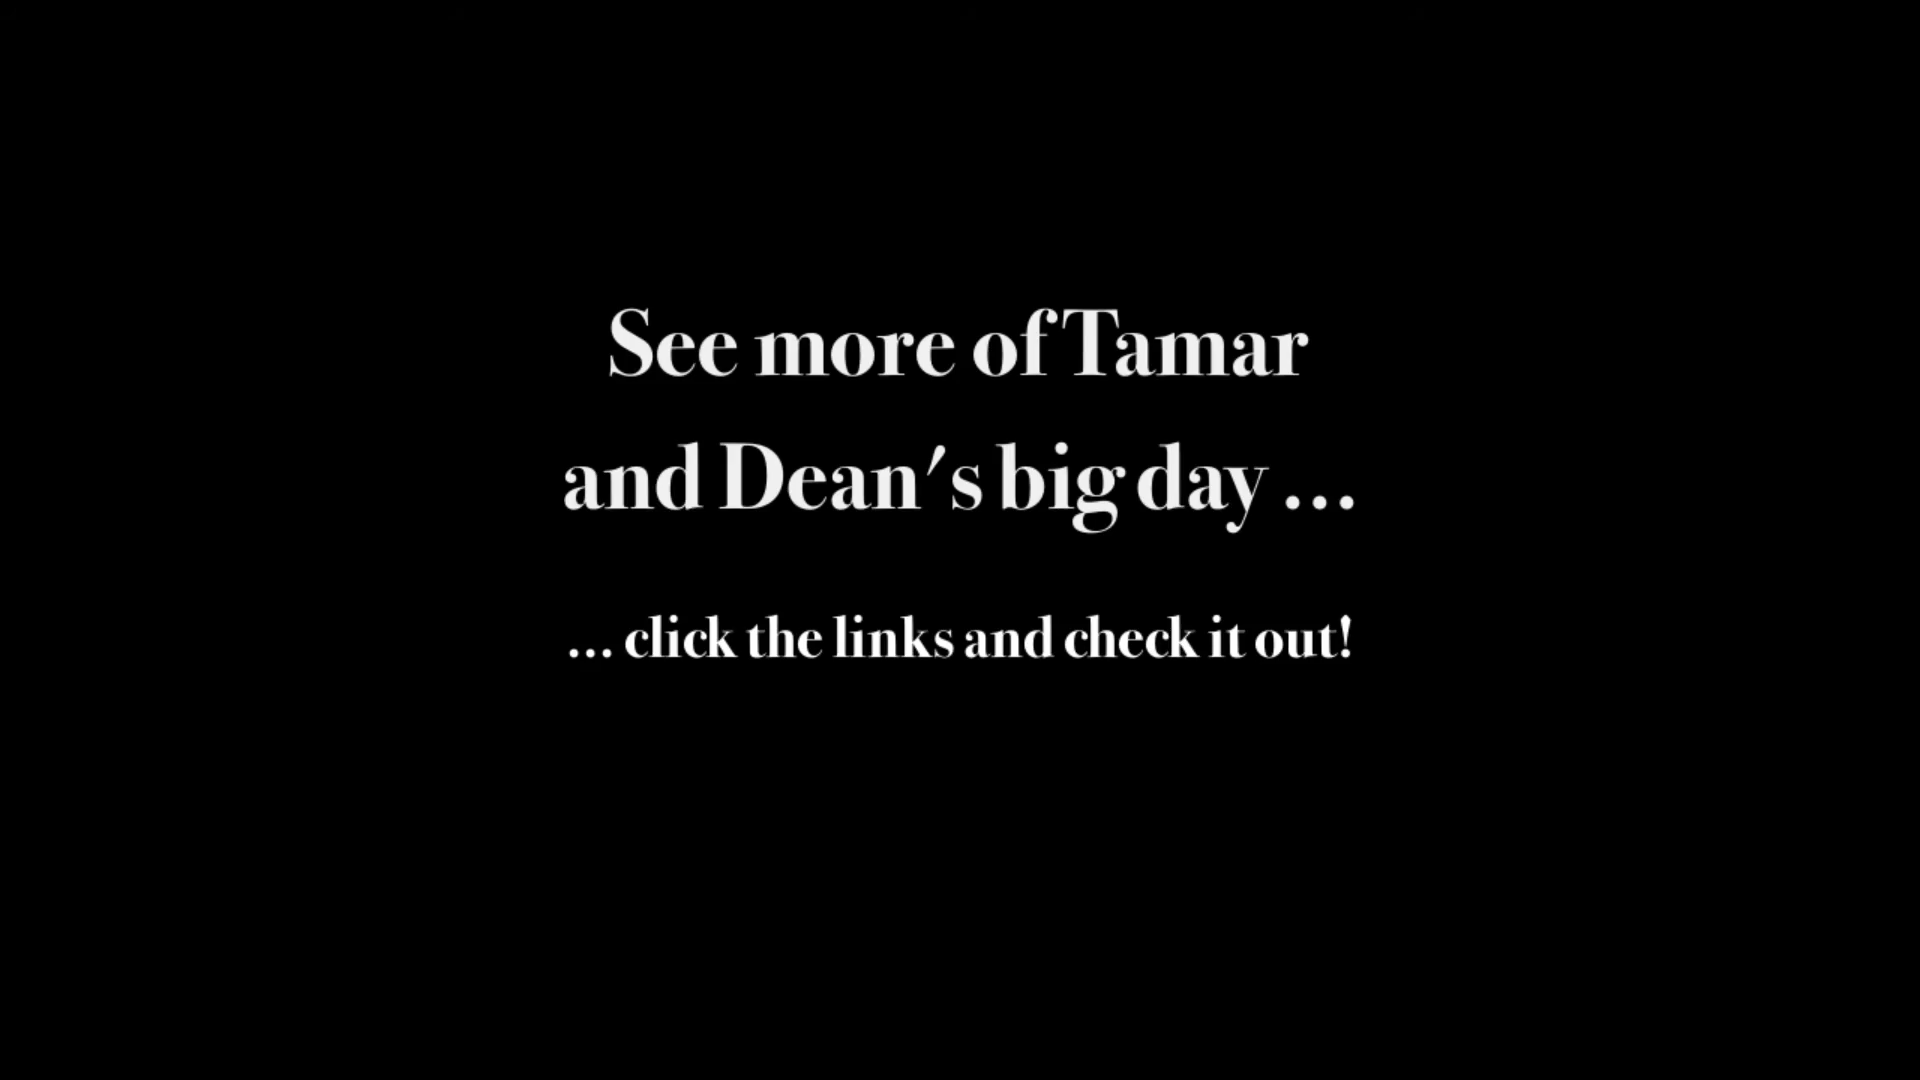 See more of Tamar
and Dean's big day ...
... click the links and check it out!